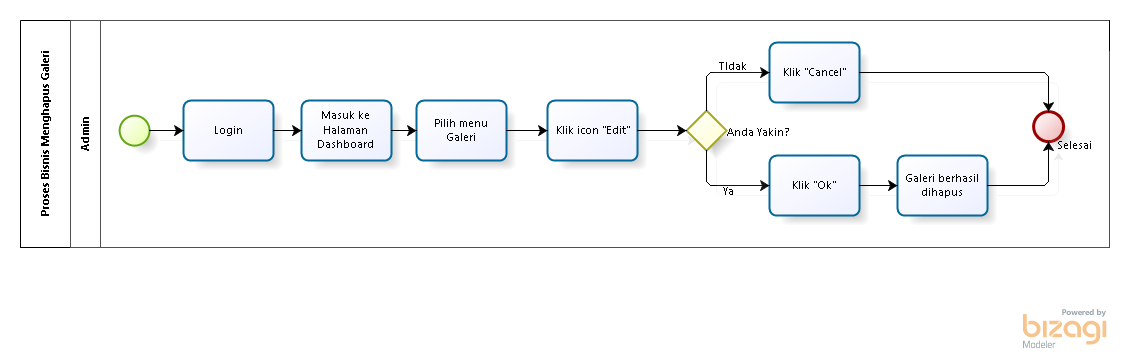 Proses Bisnis Menghapus Galeri
Admin
Login
Masuk ke
Halaman
Dashboard
Pilih menu
Galeri
Klik icon "Edit"
Anda Yakin?
TIdak
Klik "Cancel"
Ya
Klik "Ok"
Galeri berhasil
dihapus
Selesai
Powered by
bizagi
Modeler